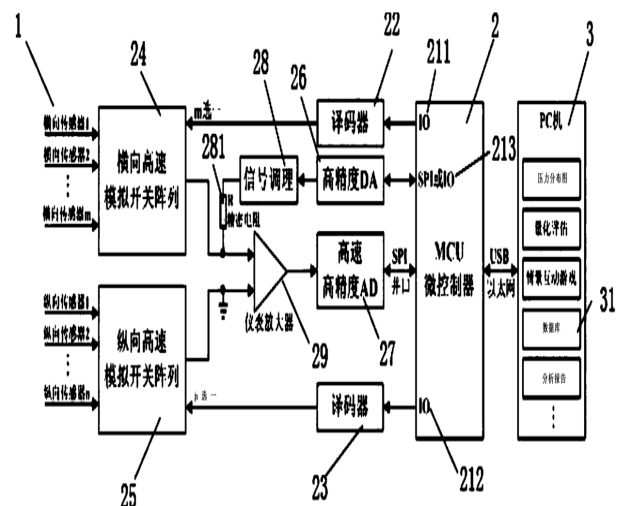 1
24
28
26
22
211
2
3
横向传感器1
横向传感器2
横向传感器m
横向高速
模拟开关阵列
m选一
281
R
精密电阻
信号调理
译码器
高精度DA
IO
SPI或IO
213
PC机
压力分布图
量化评估
情景互动游戏
数据库
分析报告
31
高速
高精度AD
SPI
并口
MCU
微控制器
USB
以太网
仪表放大器
29
27
纵向传感器1
纵向传感器2
纵向传感器n
纵向高速
模拟开关阵列
n选一
译码器
IO
25
23
212